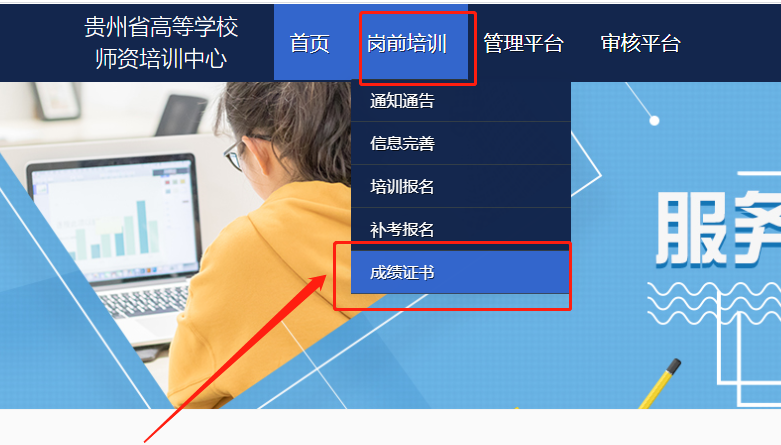 贵州省高等学校
师资培训中心
首页
岗前培训
管理平台
审核平台
通知通告
信息完善
培训报名
补考报名
成绩证书
服务